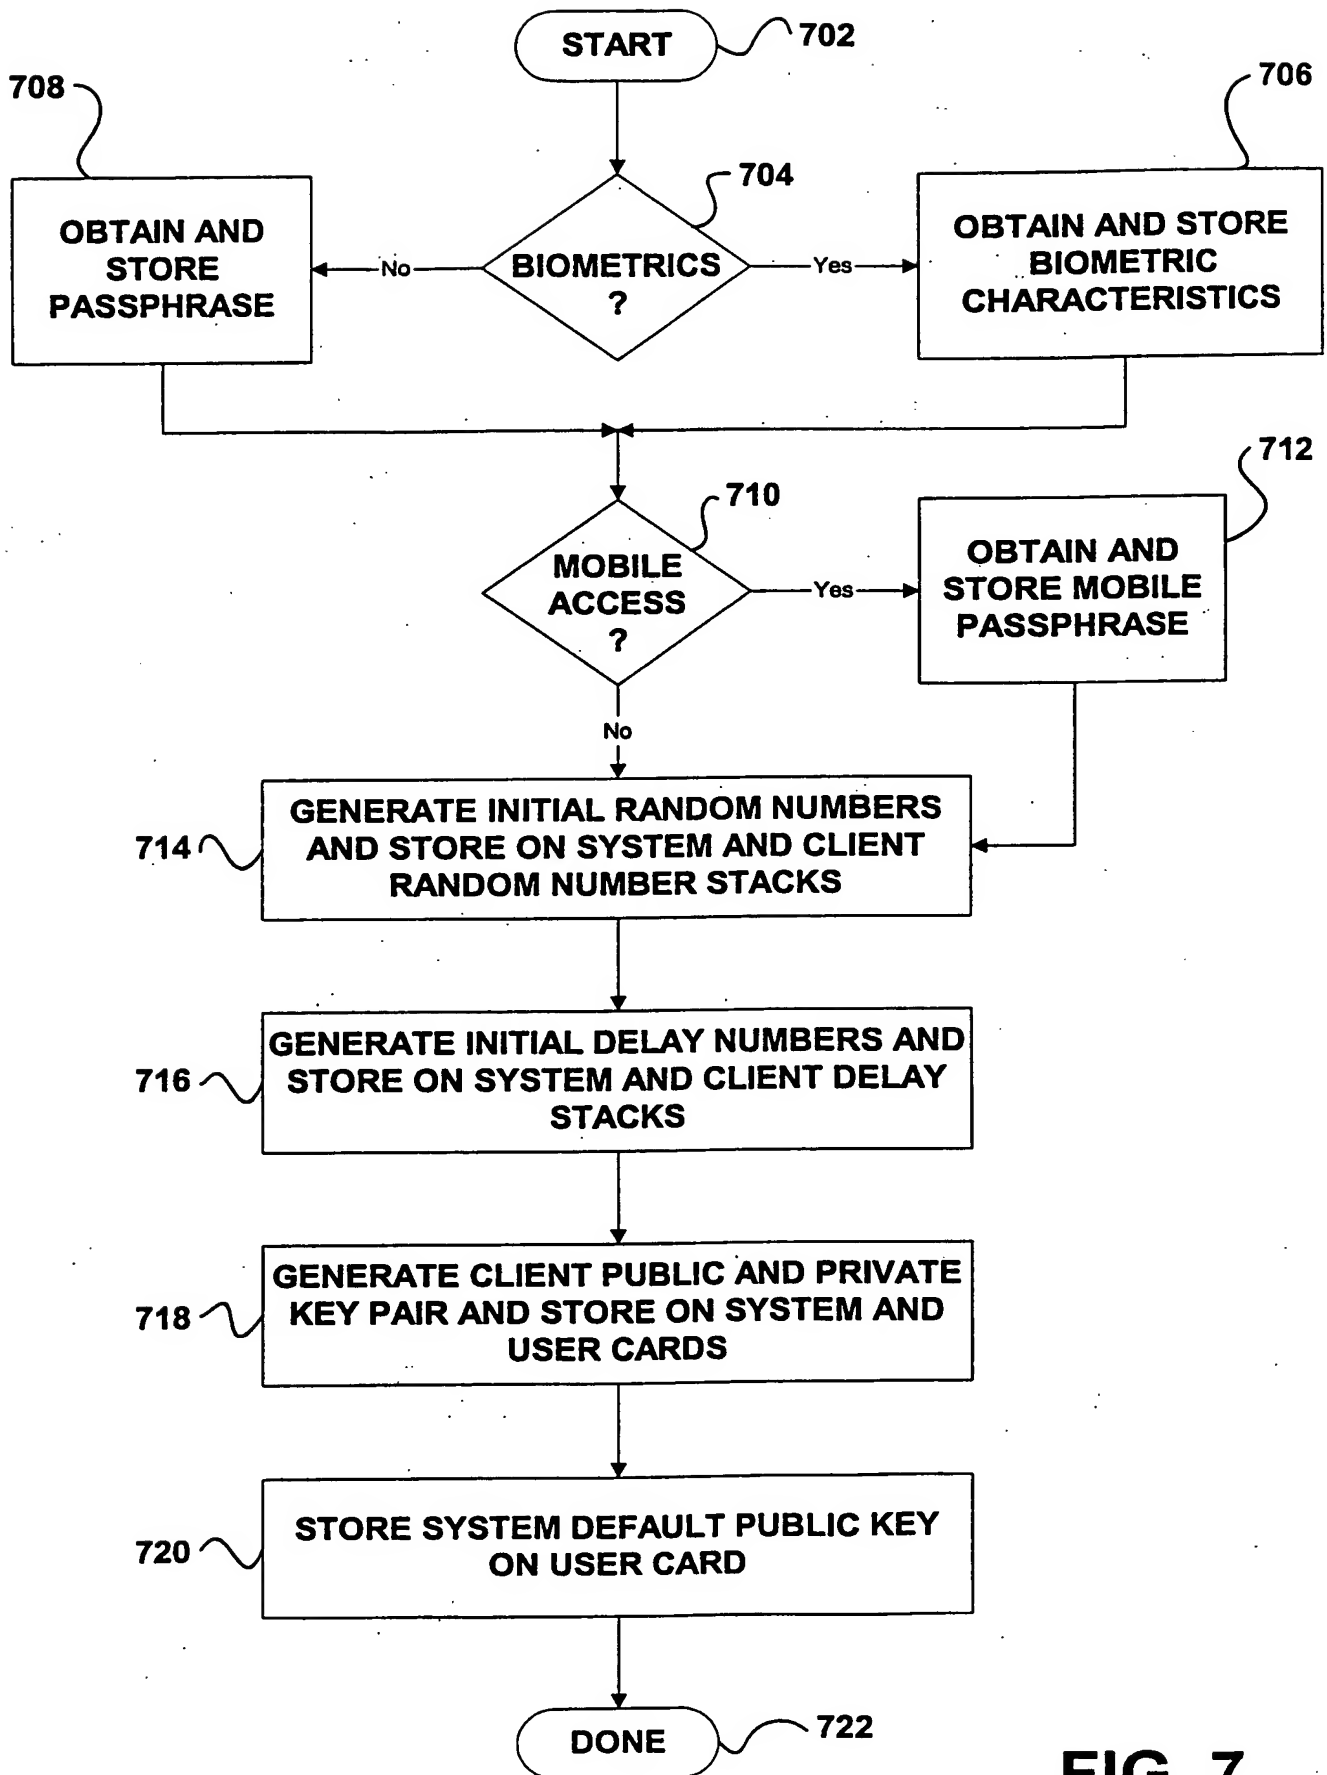 START
702
708
706
704
OBTAIN AND
STORE
PASSPHRASE
No
BIOMETRICS
?
Yes
OBTAIN AND STORE
BIOMETRIC
CHARACTERISTICS
712
710
MOBILE
ACCESS
?
Yes
OBTAIN AND
STORE MOBILE
PASSPHRASE
No
714
GENERATE INITIAL RANDOM NUMBERS
AND STORE ON SYSTEM AND CLIENT
RANDOM NUMBER STACKS
716
GENERATE INITIAL DELAY NUMBERS AND
STORE ON SYSTEM AND CLIENT DELAY
STACKS
718
GENERATE CLIENT PUBLIC AND PRIVATE
KEY PAIR AND STORE ON SYSTEM AND
USER CARDS
720
STORE SYSTEM DEFAULT PUBLIC KEY
ON USER CARD
DONE
722
FIG. 7